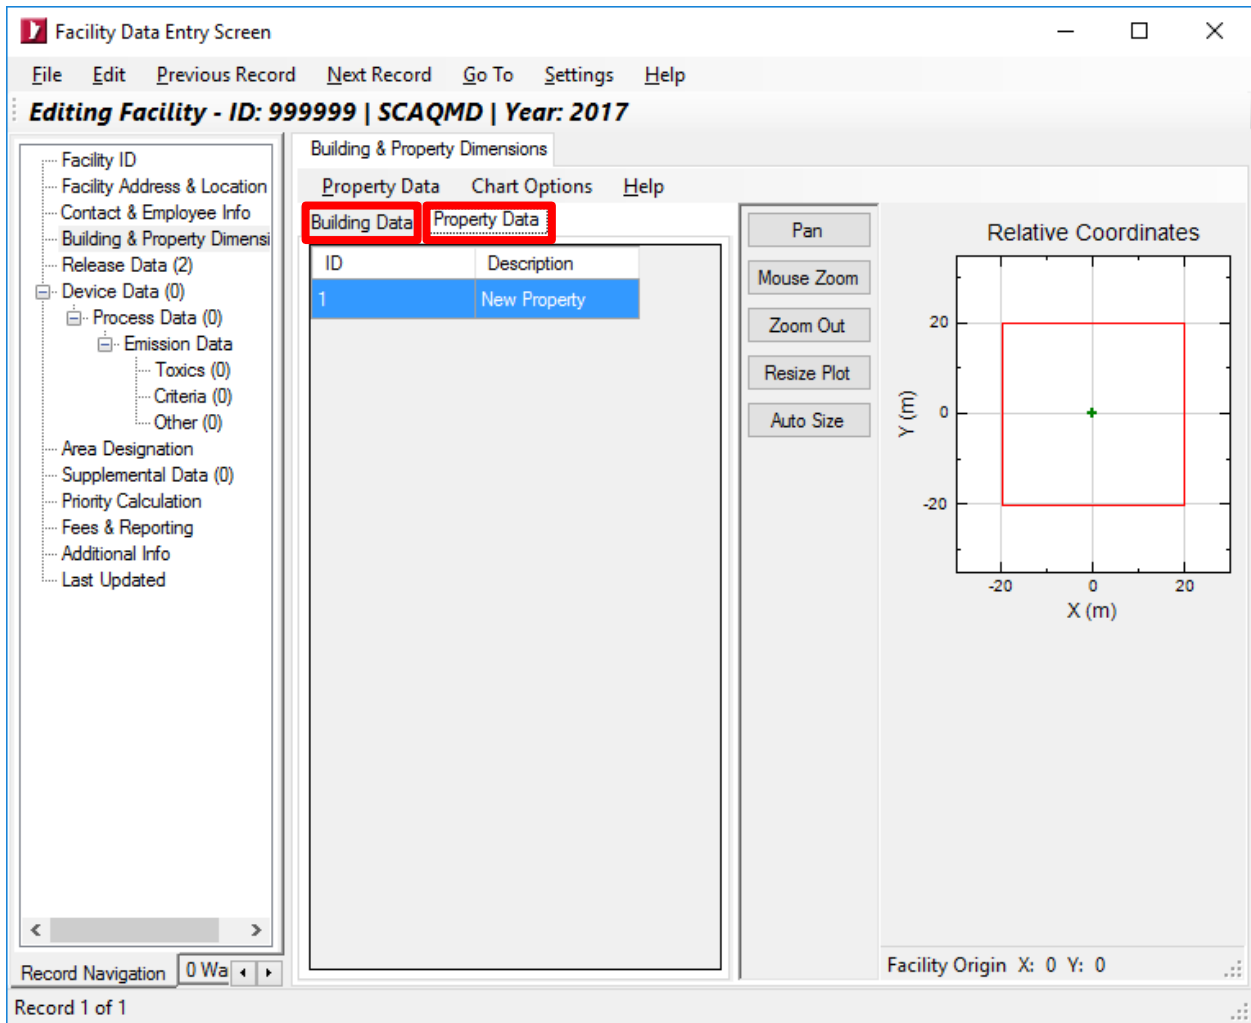 Facility Data Entry Screen
File Edit Previous Record Next Record Go To Settings Help
Editing Facility - ID: 999999 | SCAQMD | Year: 2017
Facility ID
Facility Address & Location
Contact & Employee Info
Building & Property Dimensi
Release Data (2)
Device Data (0)
Process Data (0)
Emission Data
Toxics (0)
Criteria (0)
Other (0)
Area Designation
Supplemental Data (0)
Priority Calculation
Fees & Reporting
Additional Info
Last Updated
Record Navigation 0 Wa
Building & Property Dimensions
Property Data Chart Options Help
Building Data Property Data
ID Description
1 New Property
Pan
Mouse Zoom
Zoom Out
Resize Plot
Auto Size
Relative Coordinates
20
0
-20
Y (m)
-20 0 20
X (m)
Facility Origin X: 0 Y: 0
Record 1 of 1